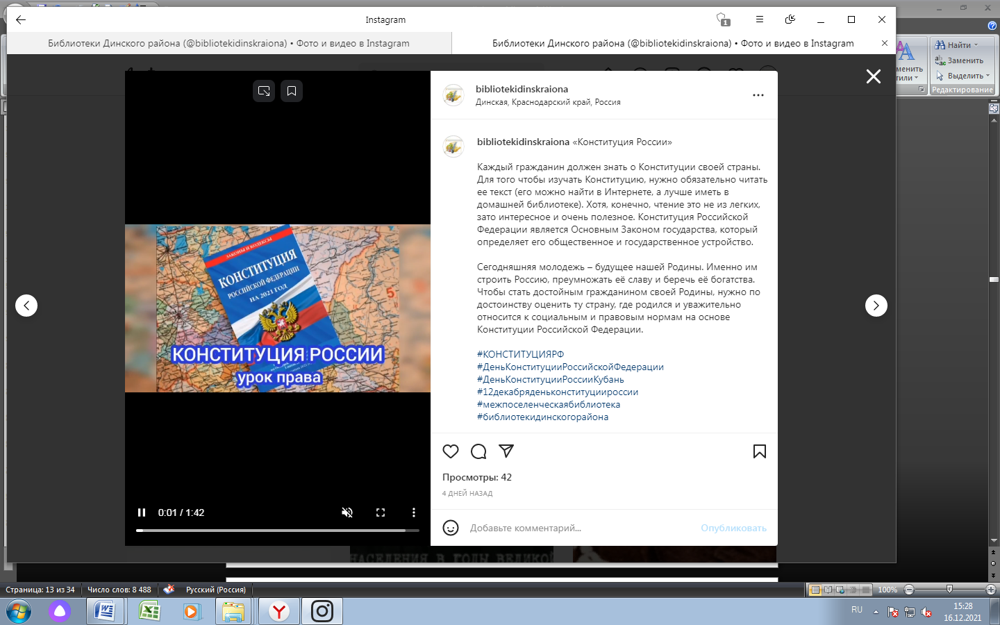 Instagram
1
Библиотеки Динского района (@bibliotekidinskraiona) • Фото и видео в Instagram
Библиотеки Динского района (@bibliotekidinskraiona) • Фото и видео в Instagram
Найти
Заменить
Выделить
Редактирование
bibliotekidinskraiona
Динская, Краснодарский край, Россия
bibliotekidinskraiona «Конституция России»
Каждый гражданин должен знать о Конституции своей страны.
Для того чтобы изучать Конституцию, нужно обязательно читать
ее текст (его можно найти в Интернете, а лучше иметь в
домашней библиотеке). Хотя, конечно, чтение это не из легких,
зато интересное и очень полезное. Конституция Российской
Федерации является Основным Законом государства, который
определяет его общественное и государственное устройство.
Сегодняшняя молодежь – будущее нашей Родины. Именно им
строить Россию, преумножать её славу и беречь её богатства.
Чтобы стать достойным гражданином своей Родины, нужно по
достоинству оценить ту страну, где родился и уважительно
относится к социальным и правовым нормам на основе
Конституции Российской Федерации.
#КОНСТИТУЦИЯРФ
#ДеньКонституцииРоссийскойФедерации
#ДеньКонституцииРоссииКубань
#12декабряденьконституциироссии
#межпоселенческаябиблиотека
#библиотекидинскогорайона
ЗАКОНЫ И КОДЕКСЫ
КОНСТИТУЦИЯ
РОССИЙСКОЙ ФЕДЕРАЦИИ
НА 2021 ГОД
5
КОНСТИТУЦИЯ РОССИИ
урок права
0:01 / 1:42
Просмотры: 42
4 ДНЕЙ НАЗАД
Добавьте комментарий...
Опубликовать
НАСЕЛЕНИЯ В ГОДЫ ВЕЛИКОЙ
Страница: 13 из 34
Число слов: 8 488
Русский (Россия)
100%
RU
15:28
16.12.2021